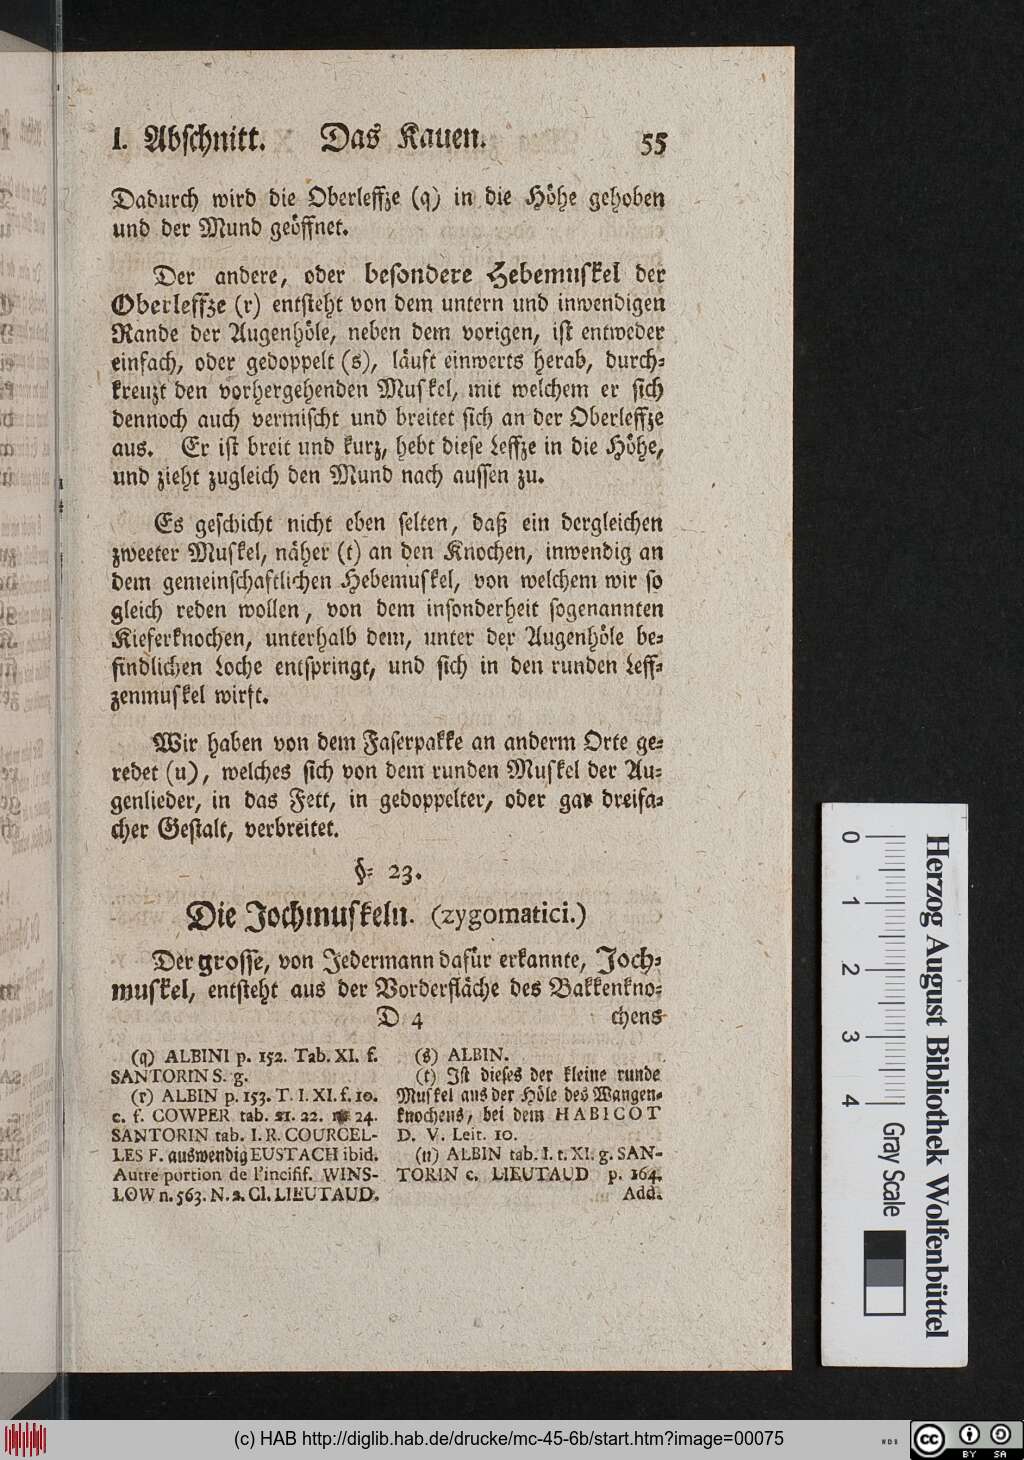 I. Abschnitt. Das Kauen. 55
Dadurch wird die Oberleffze (q) in die Höhe gehoben
und der Mund geöffnet.
Der andere, oder besondere Hebemuskel der
Oberleffze (r) entsteht von dem untern und inwendigen
Rande der Augenhöle, neben dem vorigen, ist entweder
einfach, oder gedoppelt (s), läuft einwerts herab, durch-
kreuzt den vorhergehenden Muskel, mit welchem er sich
dennoch auch vermischt und breitet sich an der Oberleffze
aus. Er ist breit und kurz, hebt diese Leffze in die Höhe,
und zieht zugleich den Mund nach aussen zu.
Es geschicht nicht eben selten, daß ein dergleichen
zweeter Muskel, näher (t) an den Knochen, inwendig an
dem gemeinschaftlichen Hebemuskel, von welchem wir so
gleich reden wollen, von dem insonderheit sogenannten
Kieferknochen, unterhalb dem, unter der Augenhöle be-
findlichen Loche entspringt, und sich in den runden Leff-
zenmuskel wirft.
Wir haben von dem Faserpakke an anderm Orte ge-
redet (u), welches sich von dem runden Muskel der Au-
genlieder, in das Fett, in gedoppelter, oder gar dreifa-
cher Gestalt, verbreitet.
§. 23.
Die Jochmuskeln. (zygomatici.)
Der grosse, von Jedermann dafür erkannte, Joch-
muskel, entsteht aus der Vorderfläche des Bakkenkno-
D 4 chens
(q) ALBINI p. 152. Tab. XI. f.
SANTORIN S. g.
(r) ALBIN p. 153. T. I. XI. f. 10.
c. f. COWPER tab. 21. 22. 24.
SANTORIN tab. I. R. COURCEL-
LES F. auswendig EUSTACH ibid.
Autre portion de l'incisif. WINS-
LOW n. 563. N. 2. Cl. LIEUTAUD.
(s) ALBIN.
(t) Ist dieses der kleine runde
Muskel aus der Höle des Wangen-
knochens, bei dem HABICOT
D. V. Leit. 10.
(u) ALBIN tab. I. t. XI. g. SAN-
TORIN c. LIEUTAUD p. 164.
Add.
0 1 2 3 4
Herzog August Bibliothek Wolfenbüttel
Gray Scale
(c) HAB http://diglib.hab.de/drucke/mc-45-6b/start.htm?image=00075
WDB
cc BY SA